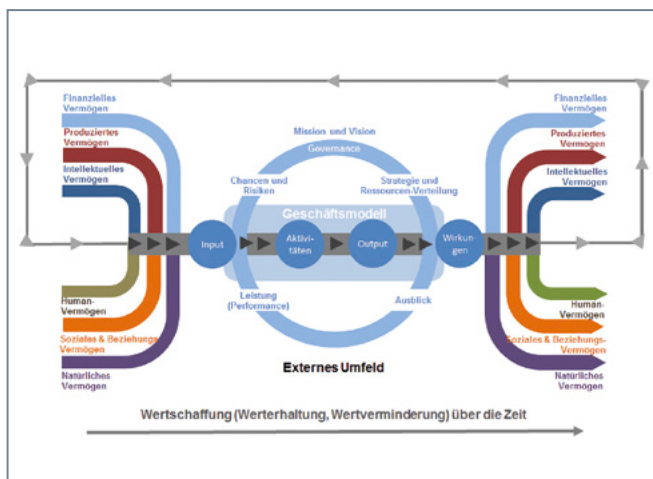 Finanzielles
Vermögen
Produziertes
Vermögen
Intellektuelles
Vermögen
Human-
Vermögen
Soziales & Beziehungs
Vermögen
Natürliches
Vermögen
Mission und Vision
Governance
Chancen und
Risiken
Strategie und
Ressourcen-Verteilung
Geschäftsmodell
Input
Aktivi-
täten
Output
Wirkun-
gen
Leistung
(Performance)
Ausblick
Externes Umfeld
Finanzielles
Vermögen
Produziertes
Vermögen
Intellektuelles
Vermögen
Human-
Vermögen
Soziales & Beziehungs-
Vermögen
Natürliches
Vermögen
Wertschaffung (Werterhaltung, Wertverminderung) über die Zeit